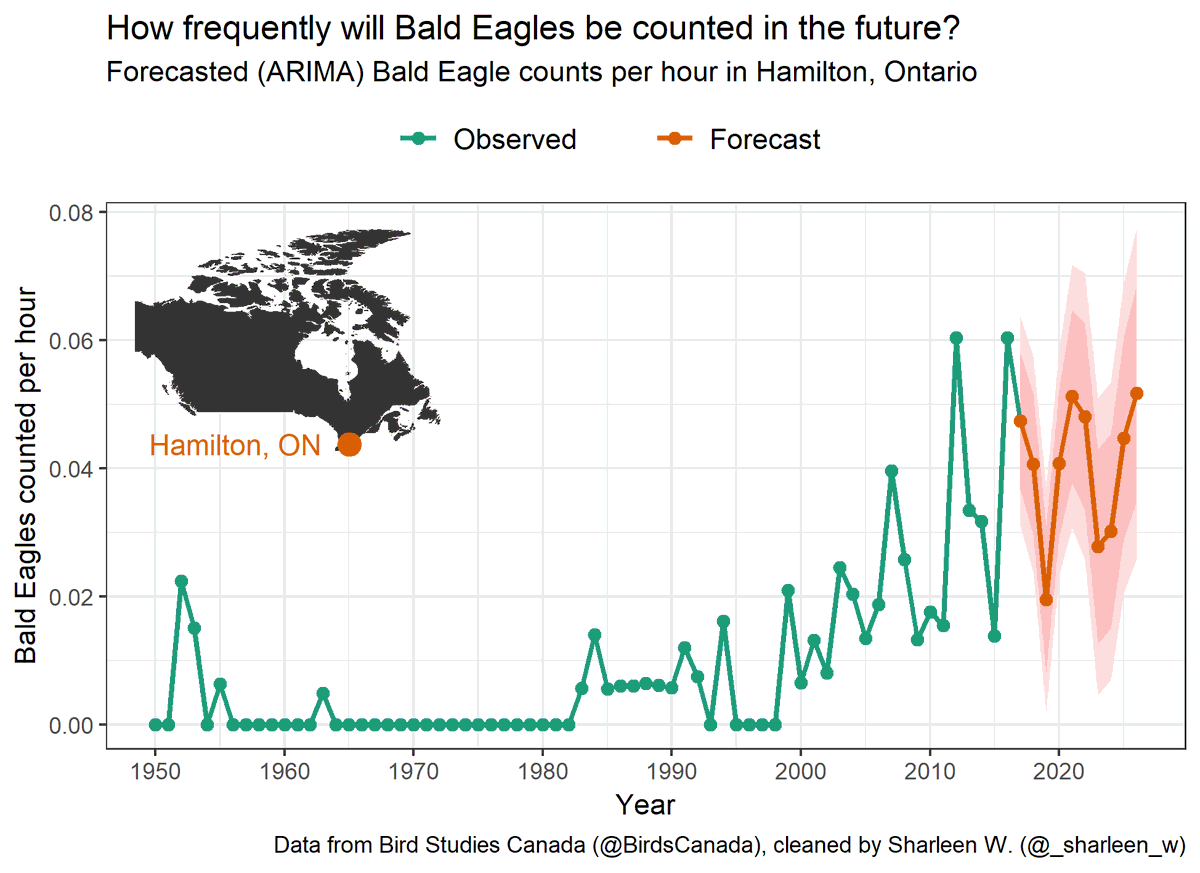 How frequently will Bald Eagles be counted in the future?
Forecasted (ARIMA) Bald Eagle counts per hour in Hamilton, Ontario
Observed Forecast
Bald Eagles counted per hour
0.08
0.06
0.04
0.02
0.00
Hamilton, ON
1950 1960 1970 1980 1990 2000 2010 2020
Year
Data from Bird Studies Canada (@BirdsCanada), cleaned by Sharleen W. (@_sharleen_w)